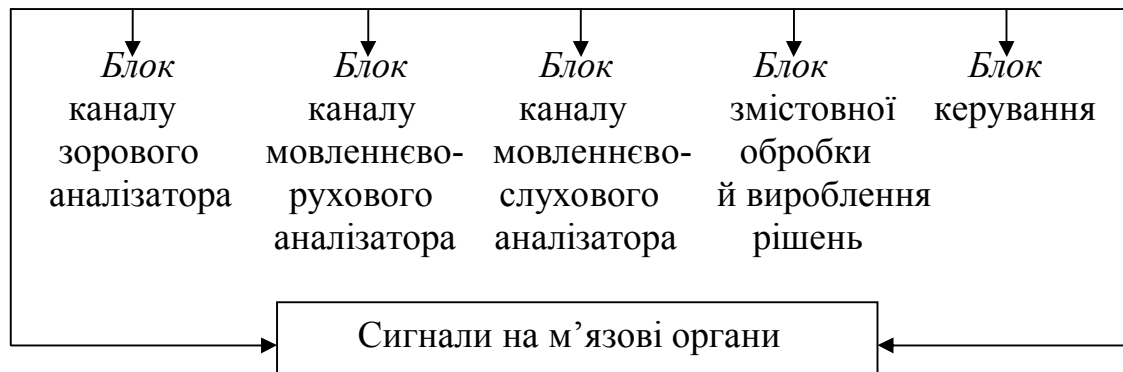 Блок
каналу
зорового
аналізатора
Блок
каналу
мовленнєво-
рухового
аналізатора
Блок
каналу
мовленнєво-
слухового
аналізатора
Блок
змістовної
обробки
й вироблення
рішень
Блок
керування
Сигнали на м’язові органи